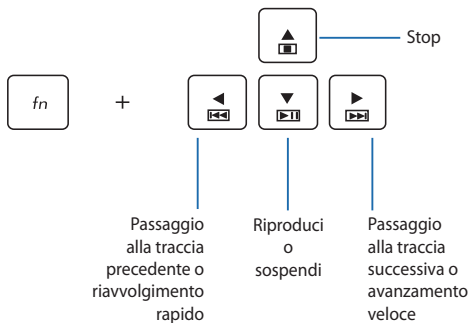 Stop
fn +
Passaggio
alla traccia
precedente o
riavvolgimento
rapido
Riproduci
o
sospendi
Passaggio
alla traccia
successiva o
avanzamento
veloce